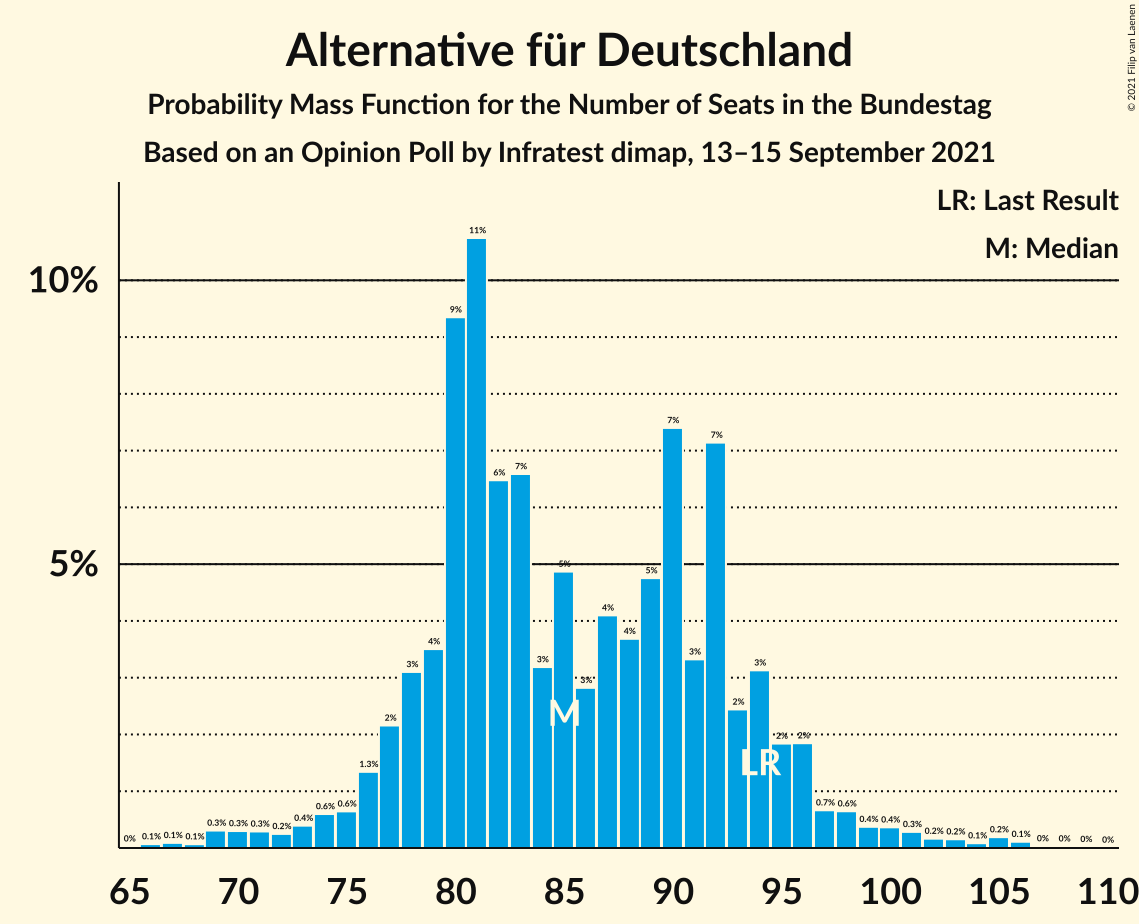 Alternative für Deutschland
Probability Mass Function for the Number of Seats in the Bundestag
Based on an Opinion Poll by Infratest dimap, 13–15 September 2021
© 2021 Filip van Laenen
LR: Last Result
M: Median
10%
5%
0% 0.1% 0.1% 0.1% 0.3% 0.3% 0.3% 0.2% 0.4% 0.6% 0.6% 1.3% 2% 3% 4% 9% 11% 6% 7% 3% 5% 3% 4% 4% 5% 7% 3% 7% 2% 3% 2% 2% 0.7% 0.6% 0.4% 0.4% 0.3% 0.2% 0.2% 0.1% 0.2% 0.1% 0% 0% 0% 0%
M
LR
65 70 75 80 85 90 95 100 105 110